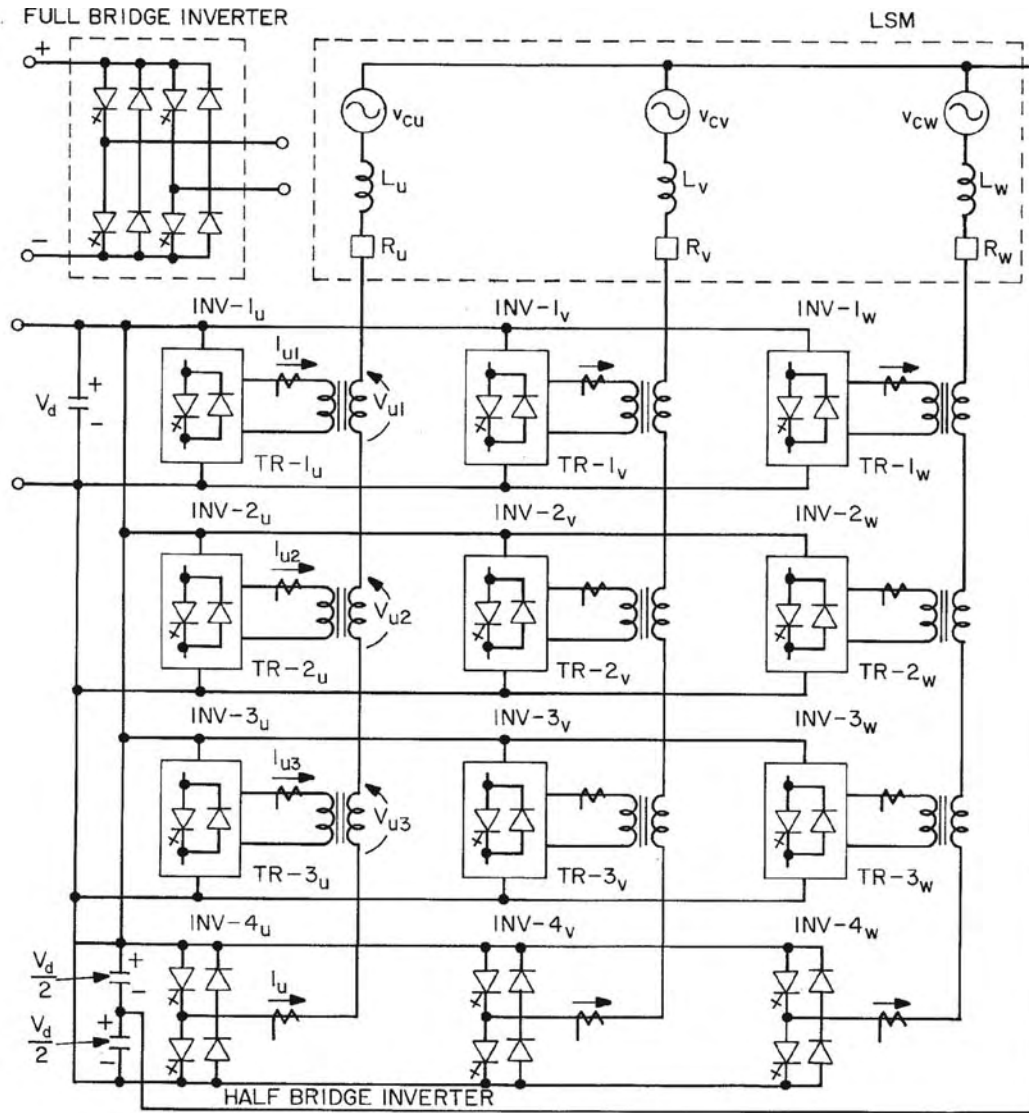 FULL BRIDGE INVERTER
LSM
+
−
v_cu
v_cv
v_cw
L_u
L_v
L_w
R_u
R_v
R_w
INV-1_u
INV-1_v
INV-1_w
I_u1
V_d
+
-
V_u1
TR-1_u
TR-1_v
TR-1_w
INV-2_u
INV-2_v
INV-2_w
I_u2
V_u2
TR-2_u
TR-2_v
TR-2_w
INV-3_u
INV-3_v
INV-3_w
I_u3
V_u3
TR-3_u
TR-3_v
TR-3_w
INV-4_u
INV-4_v
INV-4_w
V_d/2
+
-
I_u
V_d/2
+
-
HALF BRIDGE INVERTER